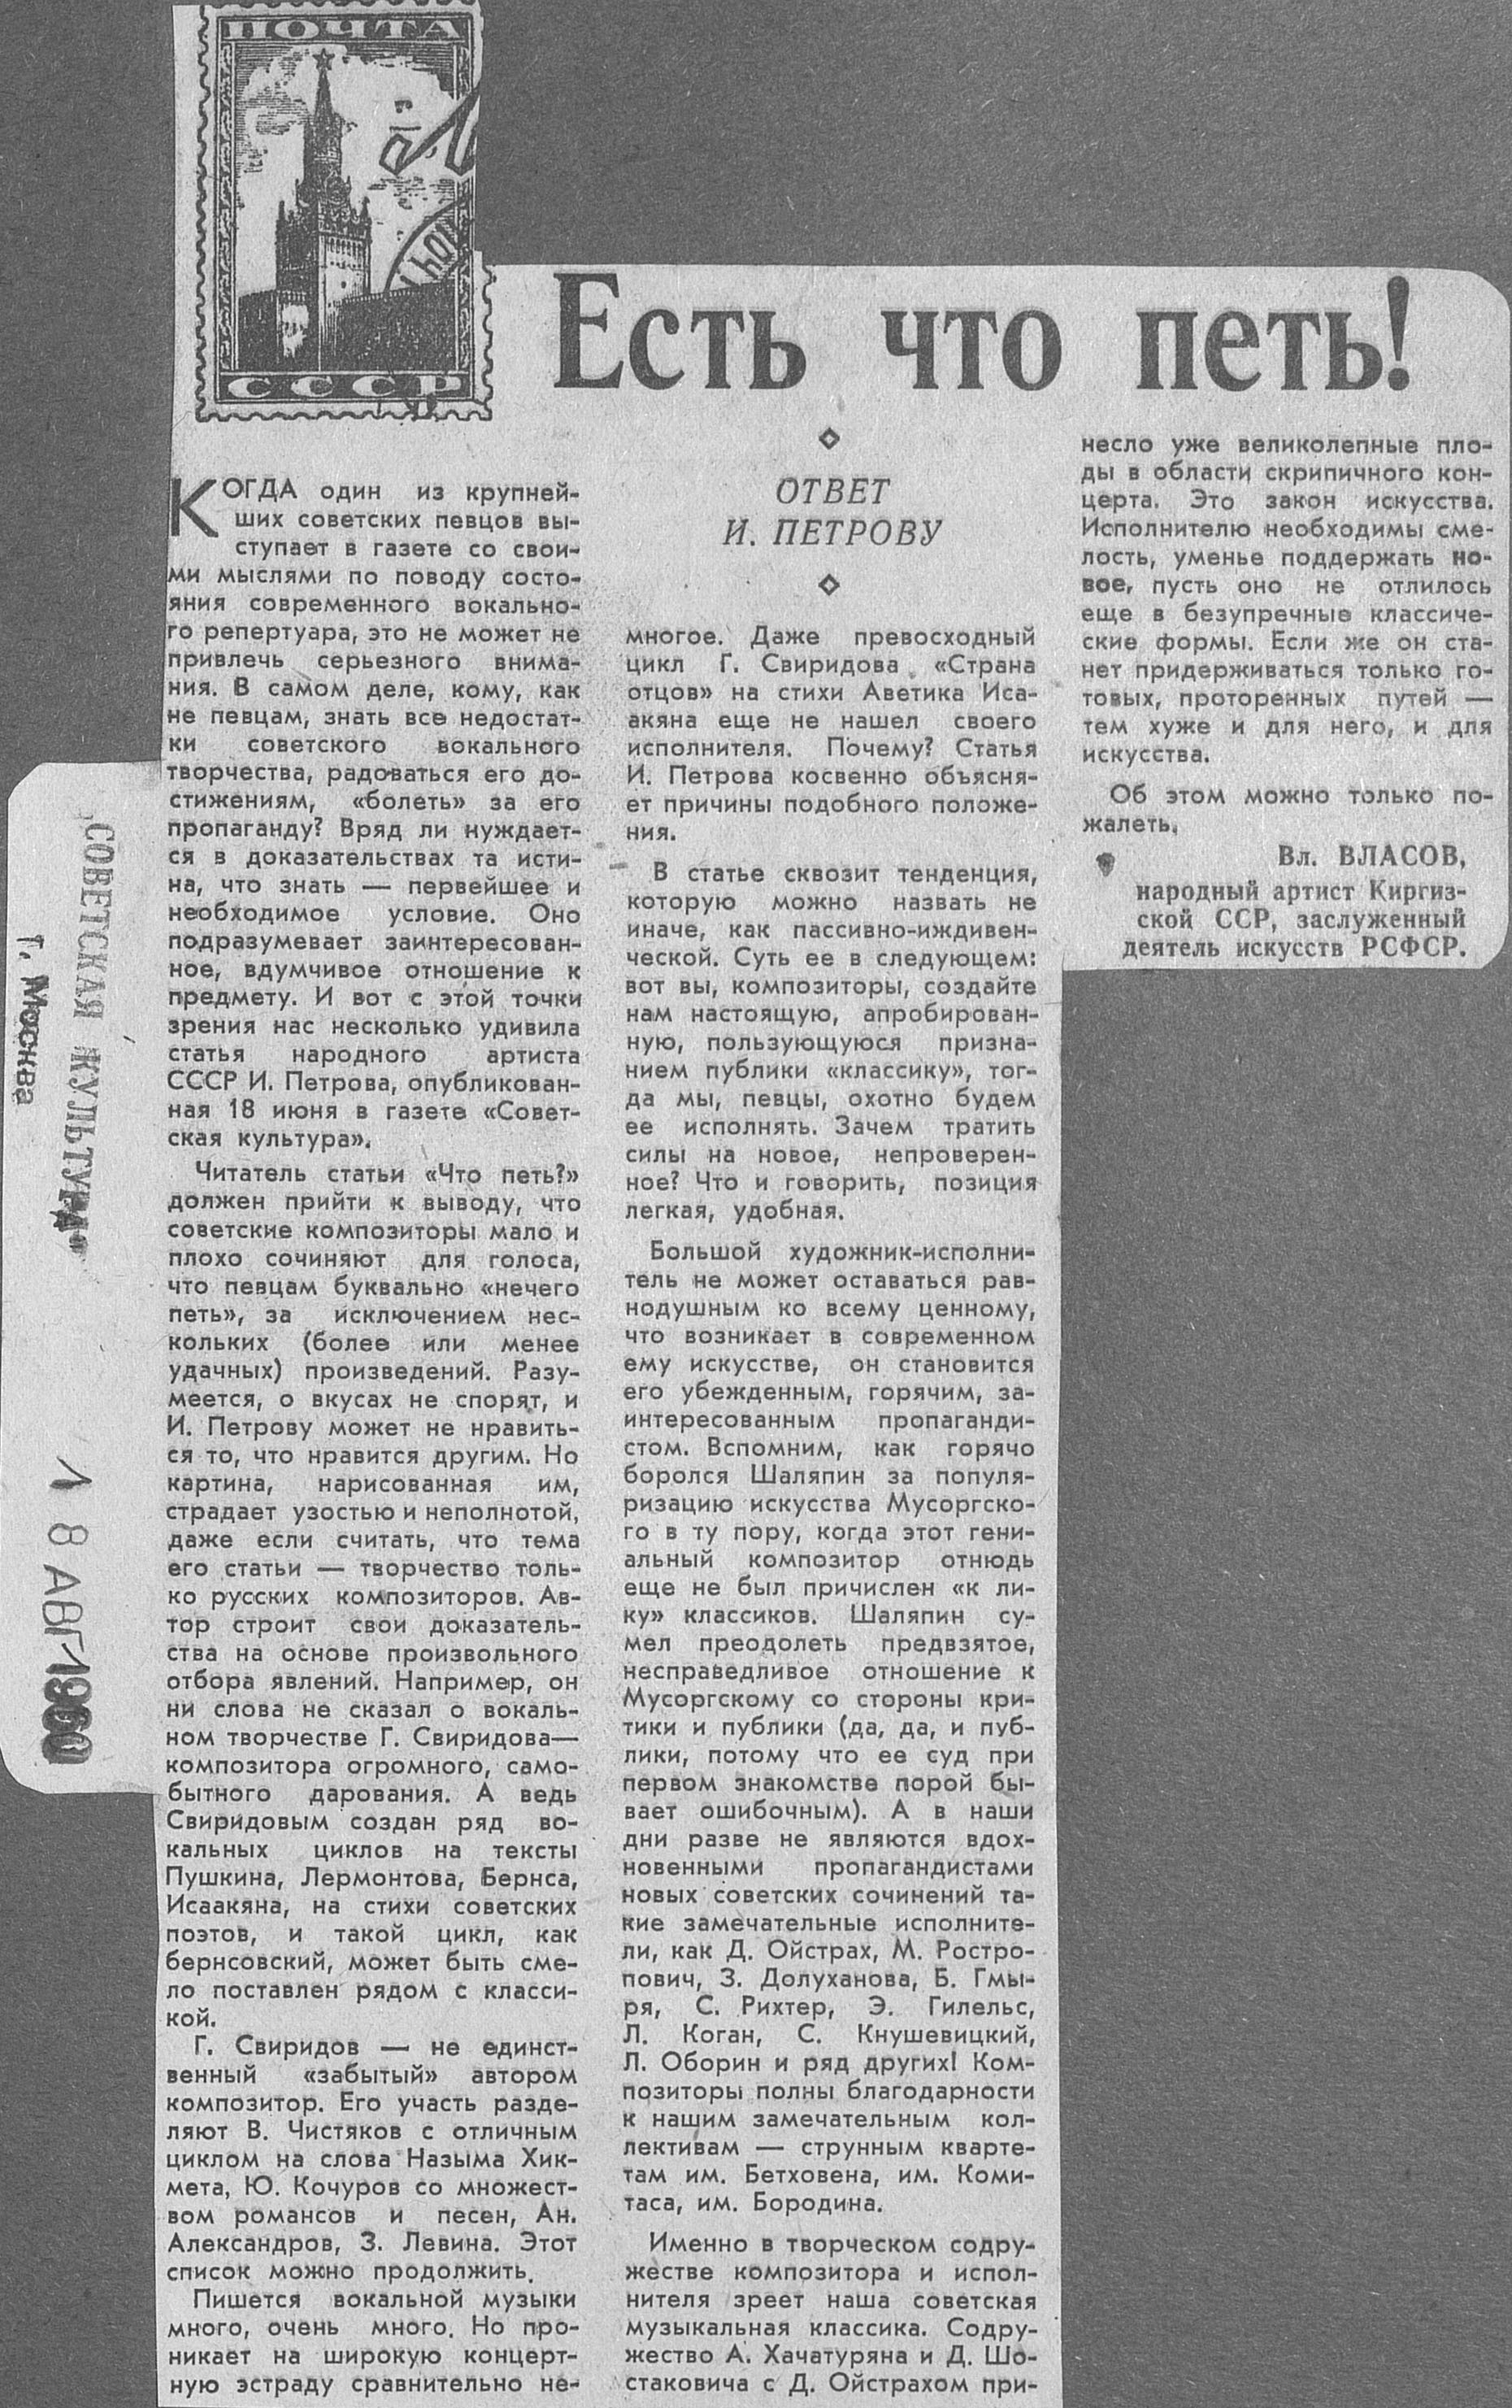 ПОЧТА
СССР
Есть что петь!
КОГДА один из крупней-
ших советских певцов вы-
ступает в газете со свои-
ми мыслями по поводу состо-
яния современного вокально-
го репертуара, это не может не
привлечь серьезного внима-
ния. В самом деле, кому, как
не певцам, знать все недостат-
ки советского вокального
творчества, радоваться его до-
стижениям, «болеть» за его
пропаганду? Вряд ли нуждает-
ся в доказательствах та исти-
на, что знать — первейшее и
необходимое условие. Оно
подразумевает заинтересован-
ное, вдумчивое отношение к
предмету. И вот с этой точки
зрения нас несколько удивила
статья народного артиста
СССР И. Петрова, опубликован-
ная 18 июня в газете «Совет-
ская культура».
Читатель статьи «Что петь?»
должен прийти к выводу, что
советские композиторы мало и
плохо сочиняют для голоса,
что певцам буквально «нечего
петь», за исключением нес-
кольких (более или менее
удачных) произведений. Разу-
меется, о вкусах не спорят, и
И. Петрову может не нравить-
ся то, что нравится другим. Но
картина, нарисованная им,
страдает узостью и неполнотой,
даже если считать, что тема
его статьи — творчество толь-
ко русских композиторов. Ав-
тор строит свои доказатель-
ства на основе произвольного
отбора явлений. Например, он
ни слова не сказал о вокаль-
ном творчестве Г. Свиридова—
композитора огромного, само-
бытного дарования. А ведь
Свиридовым создан ряд во-
кальных циклов на тексты
Пушкина, Лермонтова, Бернса,
Исаакяна, на стихи советских
поэтов, и такой цикл, как
бернсовский, может быть сме-
ло поставлен рядом с класси-
кой.
Г. Свиридов — не единст-
венный «забытый» автором
композитор. Его участь разде-
ляют В. Чистяков с отличным
циклом на слова Назыма Хик-
мета, Ю. Кочуров со множест-
вом романсов и песен, Ан.
Александров, З. Левина. Этот
список можно продолжить.
Пишется вокальной музыки
много, очень много. Но про-
никает на широкую концерт-
ную эстраду сравнительно не-
ОТВЕТ
И. ПЕТРОВУ
многое. Даже превосходный
цикл Г. Свиридова «Страна
отцов» на стихи Аветика Иса-
акяна еще не нашел своего
исполнителя. Почему? Статья
И. Петрова косвенно объясня-
ет причины подобного положе-
ния.
В статье сквозит тенденция,
которую можно назвать не
иначе, как пассивно-иждивен-
ческой. Суть ее в следующем:
вот вы, композиторы, создайте
нам настоящую, апробирован-
ную, пользующуюся призна-
нием публики «классику», тог-
да мы, певцы, охотно будем
ее исполнять. Зачем тратить
силы на новое, непроверен-
ное? Что и говорить, позиция
легкая, удобная.
Большой художник-исполни-
тель не может оставаться рав-
нодушным ко всему ценному,
что возникает в современном
ему искусстве, он становится
его убежденным, горячим, за-
интересованным пропаганди-
стом. Вспомним, как горячо
боролся Шаляпин за популя-
ризацию искусства Мусоргско-
го в ту пору, когда этот гени-
альный композитор отнюдь
еще не был причислен «к ли-
ку» классиков. Шаляпин су-
мел преодолеть предвзятое,
несправедливое отношение к
Мусоргскому со стороны кри-
тики и публики (да, да, и пуб-
лики, потому что ее суд при
первом знакомстве порой бы-
вает ошибочным). А в наши
дни разве не являются вдох-
новенными пропагандистами
новых советских сочинений та-
кие замечательные исполните-
ли, как Д. Ойстрах, М. Ростро-
пович, З. Долуханова, Б. Гмы-
ря, С. Рихтер, Э. Гилельс,
Л. Коган, С. Кнушевицкий,
Л. Оборин и ряд других! Ком-
позиторы полны благодарности
к нашим замечательным кол-
лективам — струнным кварте-
там им. Бетховена, им. Коми-
таса, им. Бородина.
Именно в творческом содру-
жестве композитора и испол-
нителя зреет наша советская
музыкальная классика. Содру-
жество А. Хачатуряна и Д. Шо-
стаковича с Д. Ойстрахом при-
несло уже великолепные пло-
ды в области скрипичного кон-
церта. Это закон искусства.
Исполнителю необходимы сме-
лость, уменье поддержать но-
вое, пусть оно не отлилось
еще в безупречные классиче-
ские формы. Если же он ста-
нет придерживаться только го-
товых, проторенных путей —
тем хуже и для него, и для
искусства.
Об этом можно только по-
жалеть.
Вл. ВЛАСОВ,
народный артист Киргиз-
ской ССР, заслуженный
деятель искусств РСФСР.
„СОВЕТСКАЯ КУЛЬТУРА"
г. Москва
18 АВГ 1960